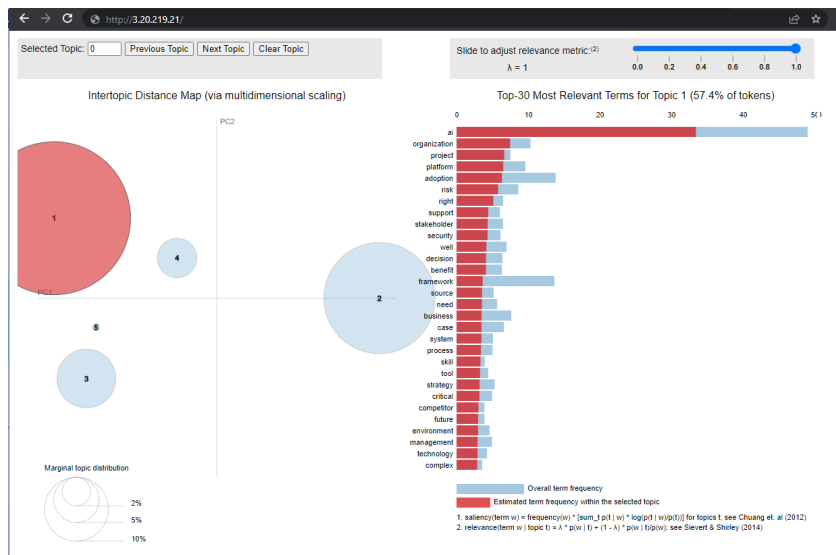 http://3.20.219.21/
Selected Topic: 0 Previous Topic Next Topic Clear Topic
Slide to adjust relevance metric:(2)
λ = 1
0.0 0.2 0.4 0.6 0.8 1.0
Intertopic Distance Map (via multidimensional scaling)
PC2
PC1
1
4
2
5
3
Marginal topic distribution
2%
5%
10%
Top-30 Most Relevant Terms for Topic 1 (57.4% of tokens)
0 10 20 30 40 50
ai
organization
project
platform
adoption
risk
right
support
stakeholder
security
well
decision
benefit
framework
source
need
business
case
system
process
skill
tool
strategy
critical
competitor
future
environment
management
technology
complex
Overall term frequency
Estimated term frequency within the selected topic
1. saliency(term w) = frequency(w) * [sum_t p(t | w) * log(p(t | w)/p(t))] for topics t; see Chuang et. al (2012)
2. relevance(term w | topic t) = λ * p(w | t) + (1 - λ) * p(w | t)/p(w); see Sievert & Shirley (2014)